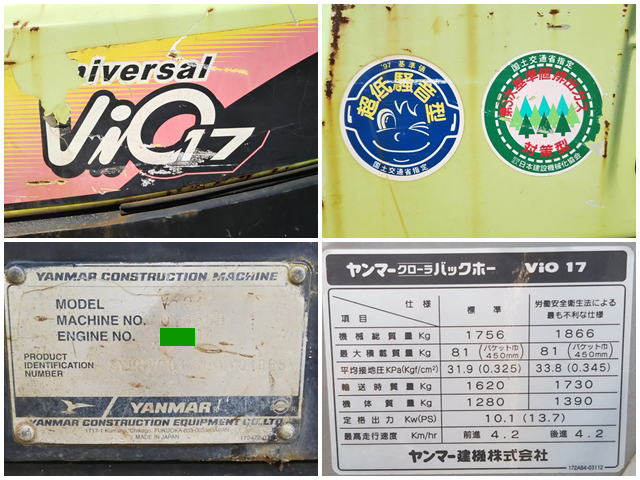 niversal
ViO17
'97 基準値
超低騒音型
国土交通省指定
国土交通省指定
第3次基準値排出ガス
対策型
日本建設機械化協会
YANMAR CONSTRUCTION MACHINE
MODEL
MACHINE NO.
ENGINE NO.
PRODUCT
IDENTIFICATION
NUMBER
YANMAR
YANMAR CONSTRUCTION EQUIPMENT CO.,LTD.
MADE IN JAPAN
ヤンマークローラバックホー ViO 17
仕様
項目
標準
労働安全衛生法による
最も不利な仕様
機械総質量 Kg 1756 1866
最大積載質量 Kg 81 (バケット巾 450mm) 81 (バケット巾 450mm)
平均接地圧 KPa(Kgf/cm²) 31.9 (0.325) 33.8 (0.345)
輸送時質量 Kg 1620 1730
機体質量 Kg 1280 1390
定格出力 Kw(PS) 10.1 (13.7)
最高走行速度 Km/hr 前進 4.2 後進 4.2
ヤンマー建機株式会社
172A64-03112